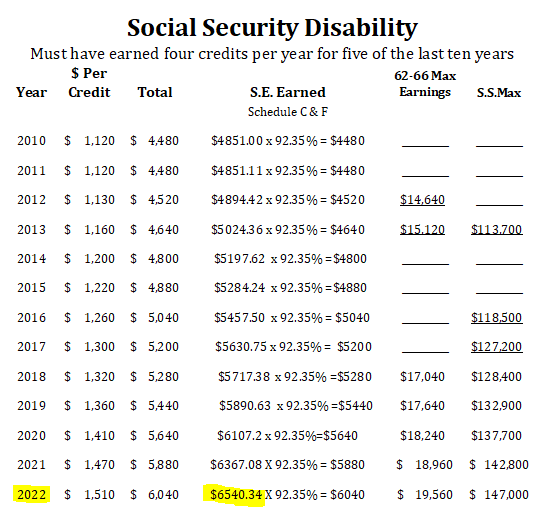 Social Security Disability
Must have earned four credits per year for five of the last ten years
$ Per 62-66 Max
Year Credit Total S.E. Earned Earnings S.S.Max
Schedule C & F
2010 $ 1,120 $ 4,480 $4851.00 x 92.35% = $4480
2011 $ 1,120 $ 4,480 $4851.11 x 92.35% = $4480
2012 $ 1,130 $ 4,520 $4894.42 x 92.35% = $4520 $14,640
2013 $ 1,160 $ 4,640 $5024.36 x 92.35% = $4640 $15.120 $113.700
2014 $ 1,200 $ 4,800 $5197.62 x 92.35% =$4800
2015 $ 1,220 $ 4,880 $5284.24 x 92.35% =$4880
2016 $ 1,260 $ 5,040 $5457.50 x 92.35% = $5040 $118,500
2017 $ 1,300 $ 5,200 $5630.75 x 92.35% = $5200 $127,200
2018 $ 1,320 $ 5,280 $5717.38 x 92.35% =$5280 $17,040 $128,400
2019 $ 1,360 $ 5,440 $5890.63 x 92.35% =$5440 $17,640 $132,900
2020 $ 1,410 $ 5,640 $6107.2 x 92.35%=$5640 $18,240 $137,700
2021 $ 1,470 $ 5,880 $6367.08 X 92.35% = $5880 $ 18,960 $ 142,800
2022 $ 1,510 $ 6,040 $6540.34 X 92.35% = $6040 $ 19,560 $ 147,000